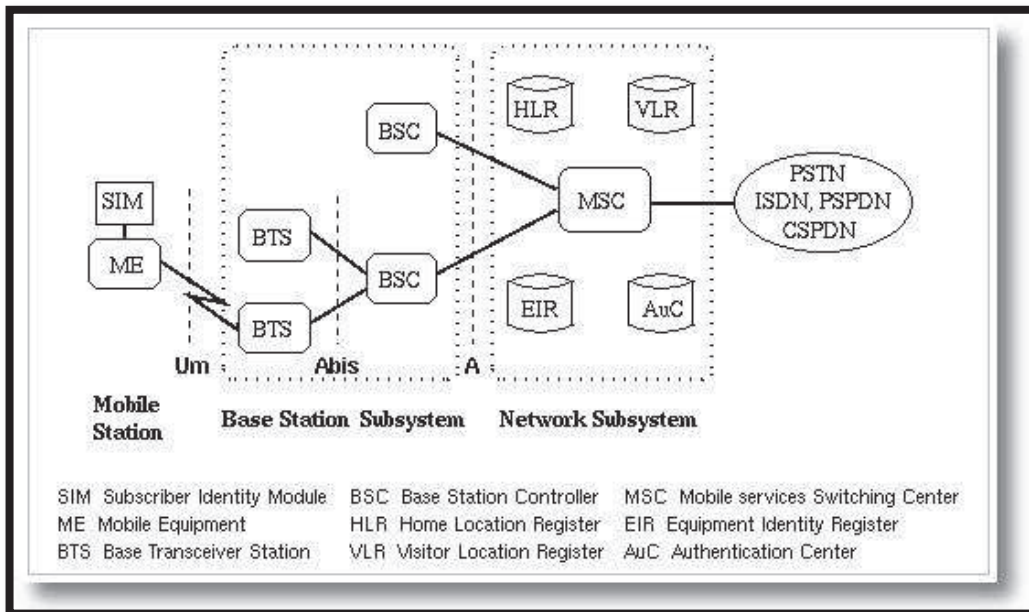 HLR VLR
BSC
PSTN
ISDN, PSPDN
CSPDN
SIM
MSC
BTS
ME
BSC
EIR AuC
BTS
Um Abis A
Mobile
Station
Base Station Subsystem
Network Subsystem
SIM Subscriber Identity Module BSC Base Station Controller MSC Mobile services Switching Center
ME Mobile Equipment HLR Home Location Register EIR Equipment Identity Register
BTS Base Transceiver Station VLR Visitor Location Register AuC Authentication Center